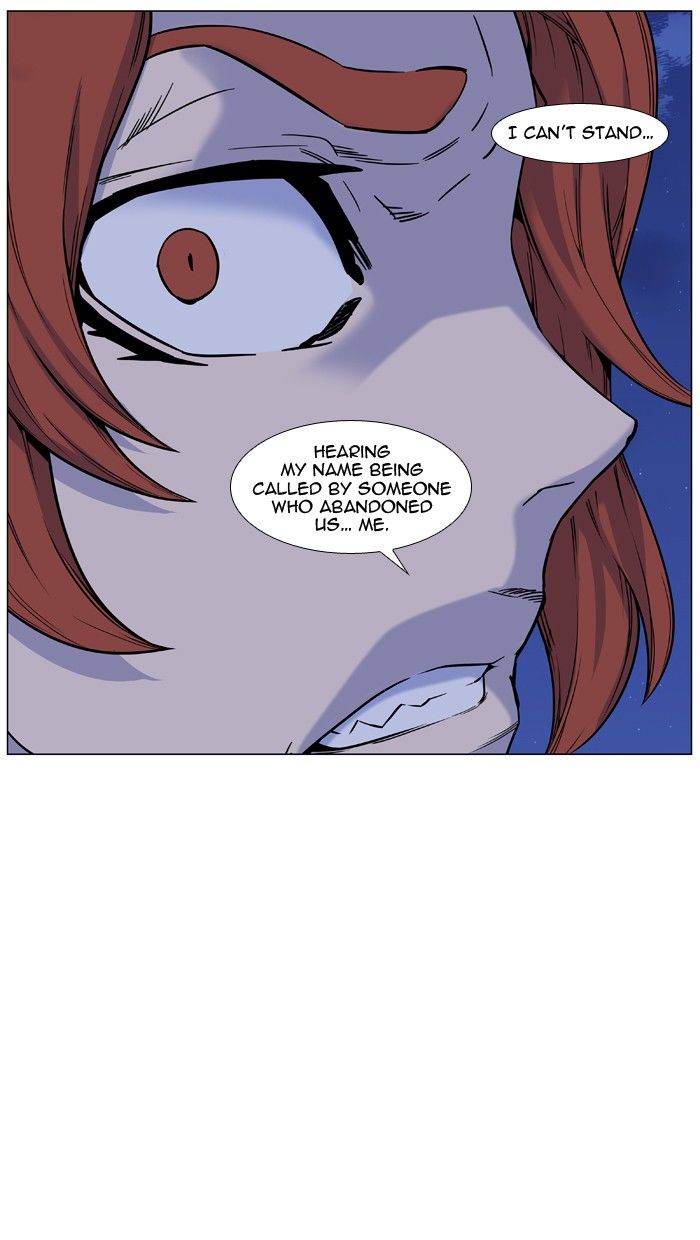 I CAN'T STAND...
HEARING
MY NAME BEING
CALLED BY SOMEONE
WHO ABANDONED
US... ME.